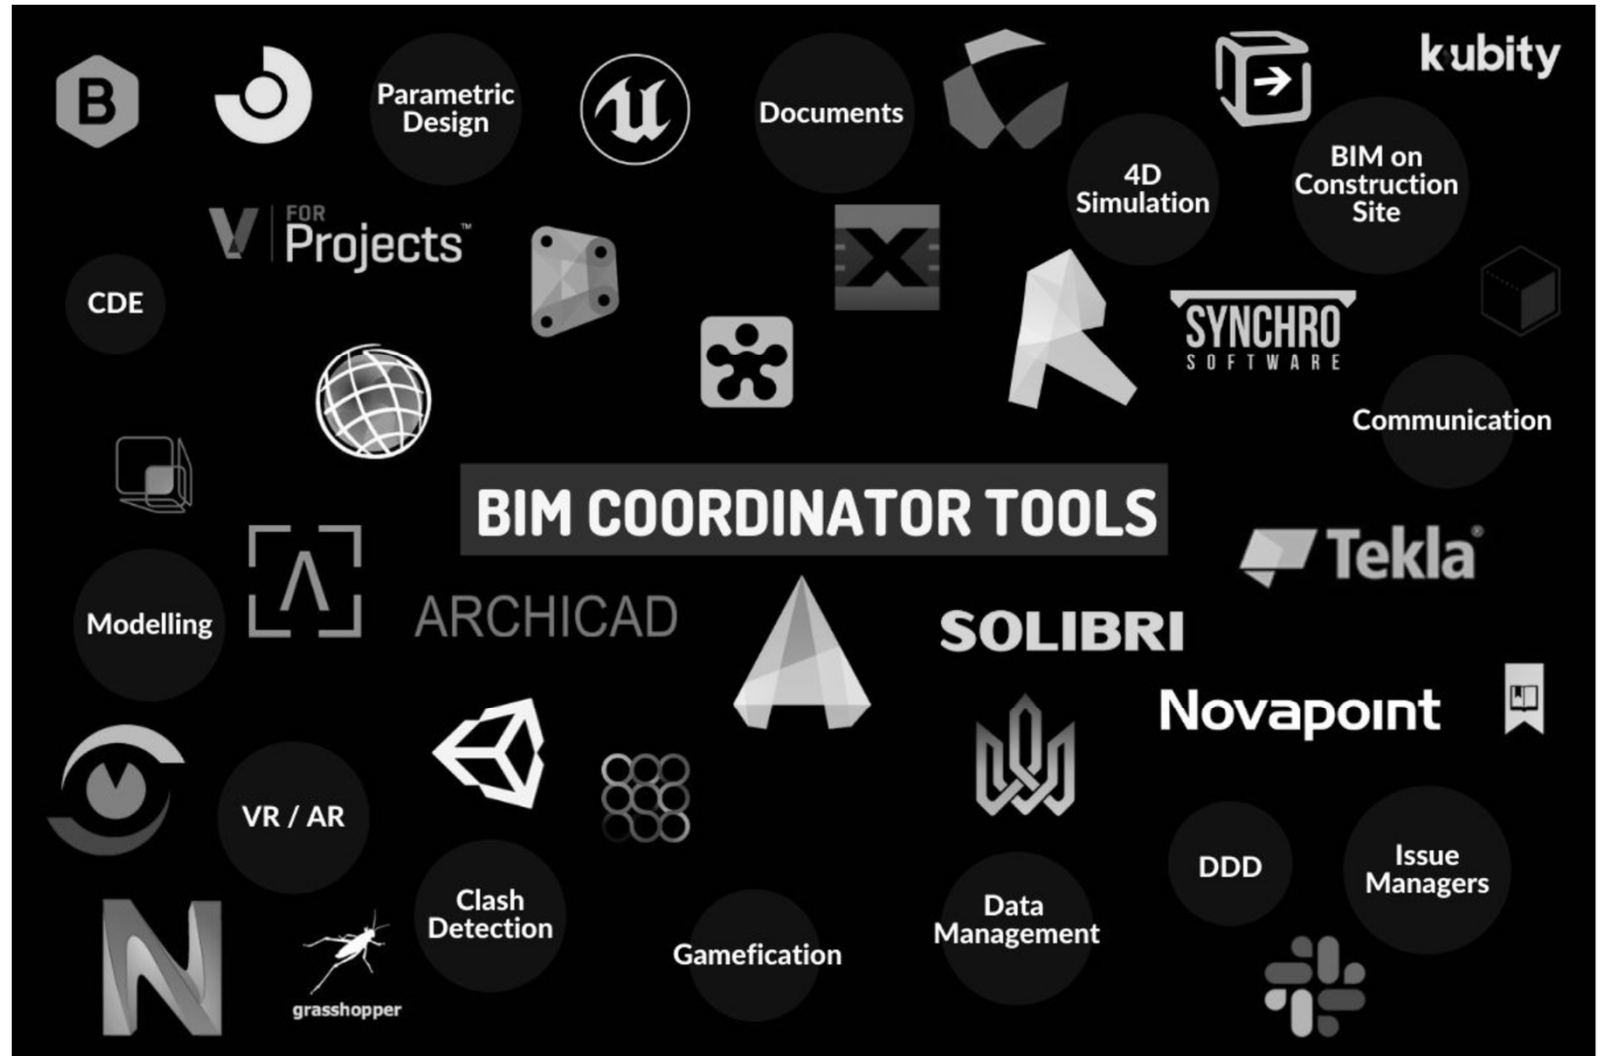 B
kubity
Parametric
Design
Documents
4D
Simulation
BIM on
Construction
Site
FOR
Projects™
CDE
X
SYNCHRO
SOFTWARE
Communication
BIM COORDINATOR TOOLS
Tekla®
Modelling
ARCHICAD
SOLIBRI
Novapoint
VR / AR
Clash
Detection
Gamefication
Data
Management
DDD
Issue
Managers
N
grasshopper